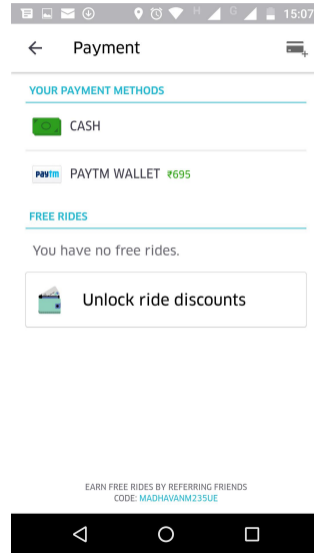 H G 15:07
Payment
YOUR PAYMENT METHODS
CASH
Paytm PAYTM WALLET ₹695
FREE RIDES
You have no free rides.
Unlock ride discounts
EARN FREE RIDES BY REFERRING FRIENDS
CODE: MADHAVANM235UE